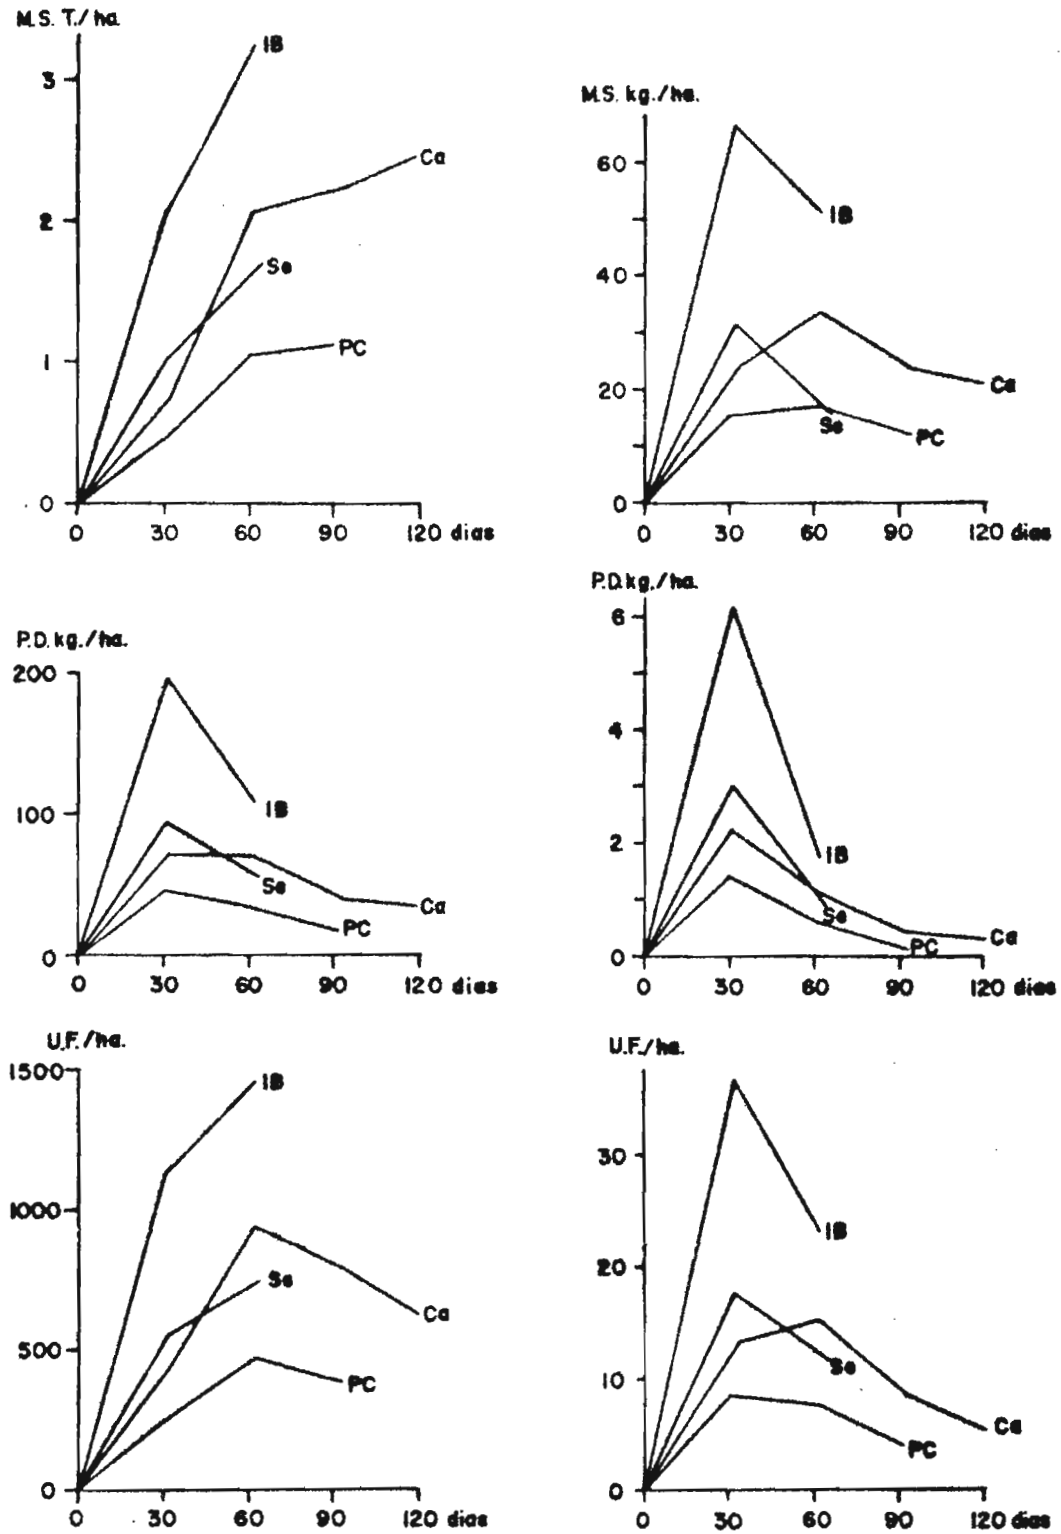 M.S. T./ha.
3
2
1
0
IB
Ca
Se
PC
0 30 60 90 120 dias
M.S. kg./ha.
60
40
20
0
IB
Ca
Se
PC
0 30 60 90 120 dias
P.D. kg./ha.
200
100
0
IB
Se
Ca
PC
0 30 60 90 120 dias
P.D. kg./ha.
6
4
2
0
IB
Se
Ca
PC
0 30 60 90 120 dias
U.F./ha.
1500
1000
500
0
IB
Se
Ca
PC
0 30 60 90 120 dias
U.F./ha.
30
20
10
0
IB
Se
Ca
PC
0 30 60 90 120 dias